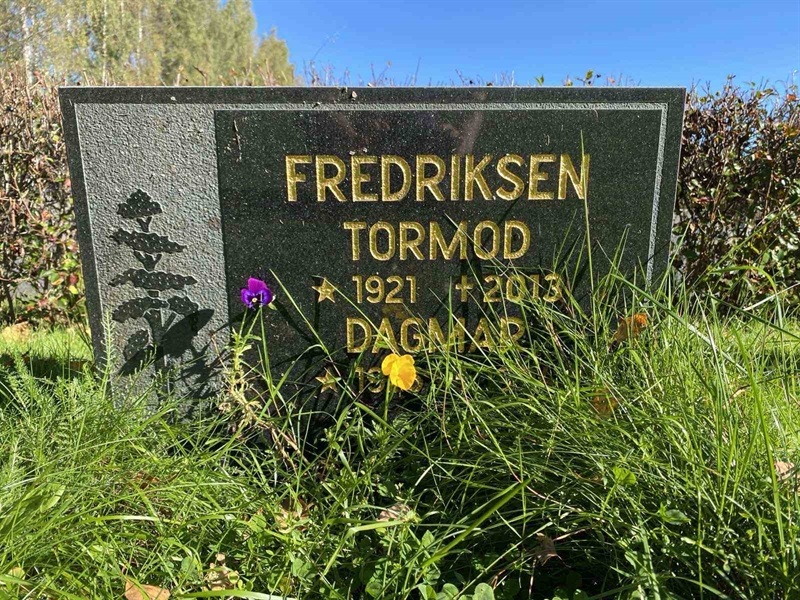 FREDRIKSEN
TORMOD
★ 1921 ✝ 2013
DAGMAR
★